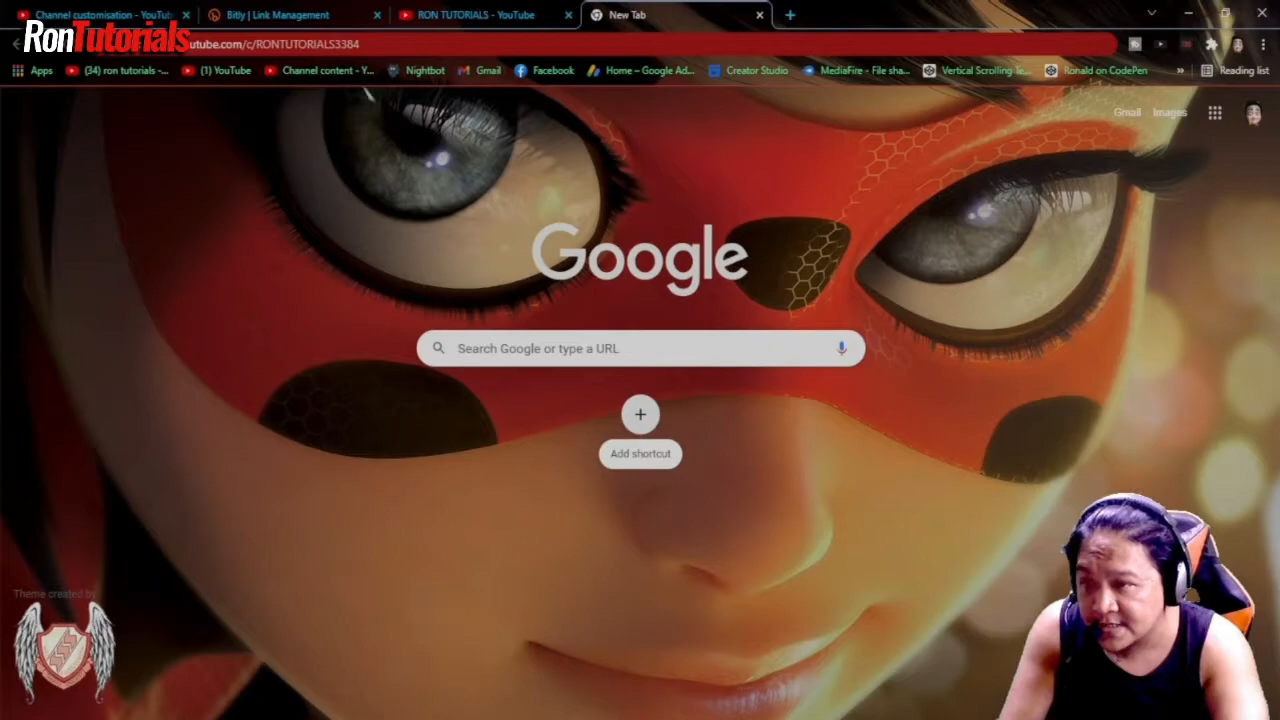 Channel customisation - YouTub
Bitly | Link Management
RON TUTORIALS - YouTube
New Tab
RonTutorials
utube.com/c/RONTUTORIALS3384
Apps
(34) ron tutorials -...
(1) YouTube
Channel content - Y...
Nightbot
Gmail
Facebook
Home – Google Ad...
Creator Studio
MediaFire - File sha...
Vertical Scrolling Te...
Ronald on CodePen
»
Reading list
Gmail
Images
Google
Search Google or type a URL
Add shortcut
Theme created by